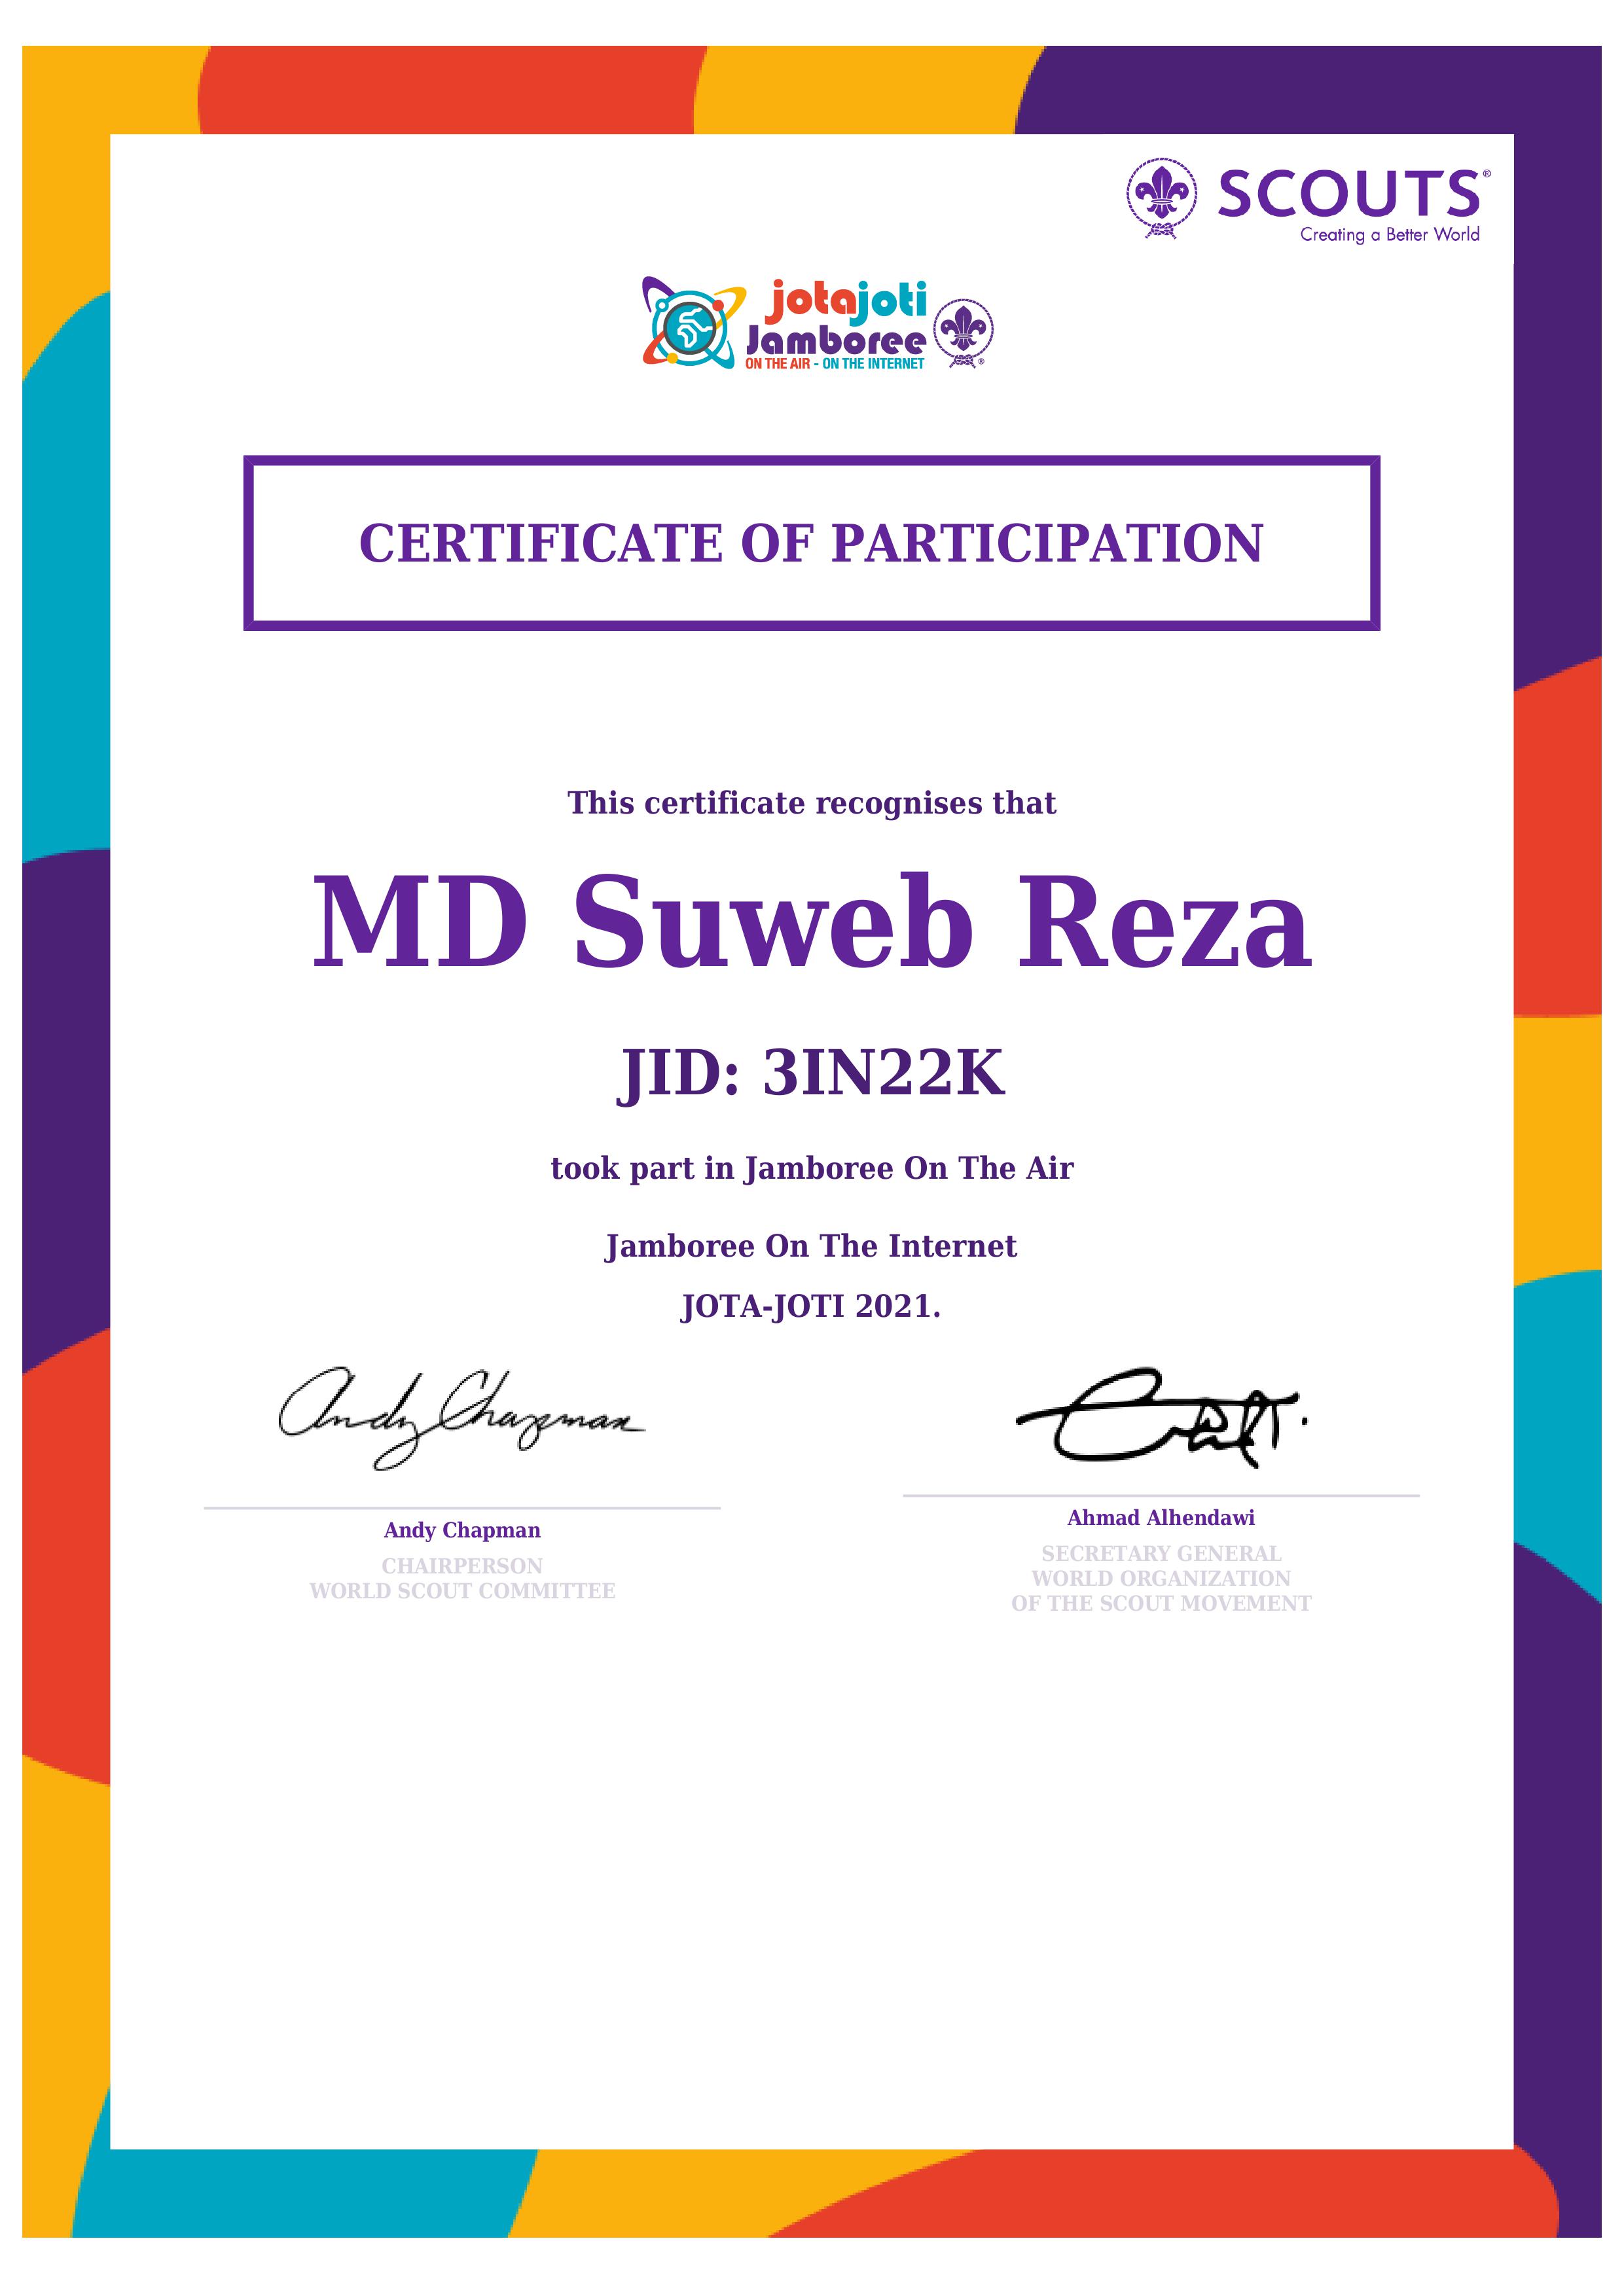 SCOUTS®
Creating a Better World
jotajoti
Jamboree
ON THE AIR - ON THE INTERNET
®
CERTIFICATE OF PARTICIPATION
This certificate recognises that
MD Suweb Reza
JID: 3IN22K
took part in Jamboree On The Air
Jamboree On The Internet
JOTA-JOTI 2021.
Andy Chapman
Andy Chapman
CHAIRPERSON
WORLD SCOUT COMMITTEE
Ahmad Alhendawi
SECRETARY GENERAL
WORLD ORGANIZATION
OF THE SCOUT MOVEMENT